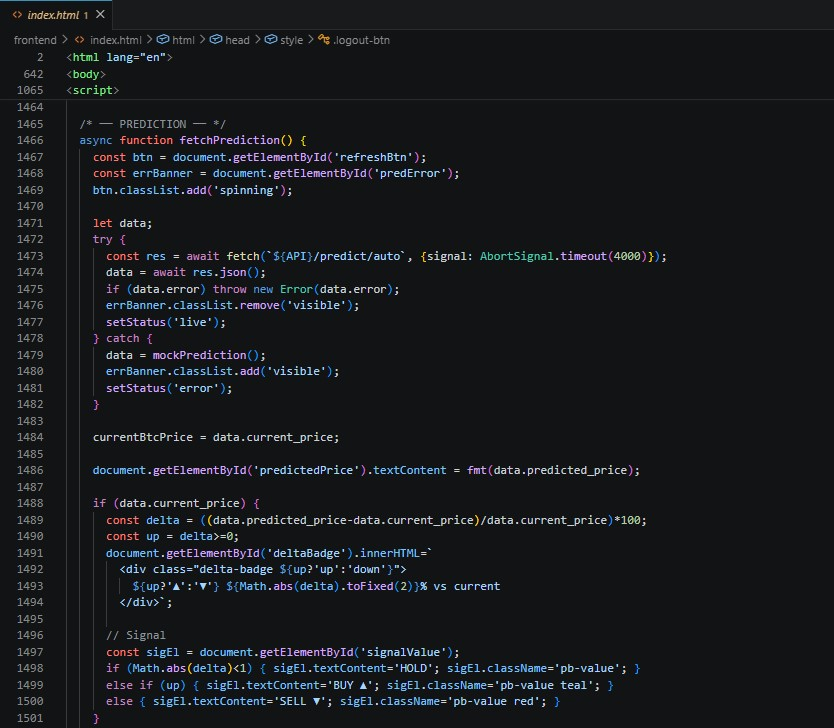 index.html 1
frontend > index.html > html > head > style > .logout-btn
2 <html lang="en">
642 <body>
1065 <script>
1464
1465 /* — PREDICTION — */
1466 async function fetchPrediction() {
1467 const btn = document.getElementById('refreshBtn');
1468 const errBanner = document.getElementById('predError');
1469 btn.classList.add('spinning');
1470
1471 let data;
1472 try {
1473 const res = await fetch(`${API}/predict/auto`, {signal: AbortSignal.timeout(4000)});
1474 data = await res.json();
1475 if (data.error) throw new Error(data.error);
1476 errBanner.classList.remove('visible');
1477 setStatus('live');
1478 } catch {
1479 data = mockPrediction();
1480 errBanner.classList.add('visible');
1481 setStatus('error');
1482 }
1483
1484 currentBtcPrice = data.current_price;
1485
1486 document.getElementById('predictedPrice').textContent = fmt(data.predicted_price);
1487
1488 if (data.current_price) {
1489 const delta = ((data.predicted_price-data.current_price)/data.current_price)*100;
1490 const up = delta>=0;
1491 document.getElementById('deltaBadge').innerHTML=`
1492 <div class="delta-badge ${up?'up':'down'}">
1493 ${up?'▲':'▼'} ${Math.abs(delta).toFixed(2)}% vs current
1494 </div>`;
1495
1496 // Signal
1497 const sigEl = document.getElementById('signalValue');
1498 if (Math.abs(delta)<1) { sigEl.textContent='HOLD'; sigEl.className='pb-value'; }
1499 else if (up) { sigEl.textContent='BUY ▲'; sigEl.className='pb-value teal'; }
1500 else { sigEl.textContent='SELL ▼'; sigEl.className='pb-value red'; }
1501 }